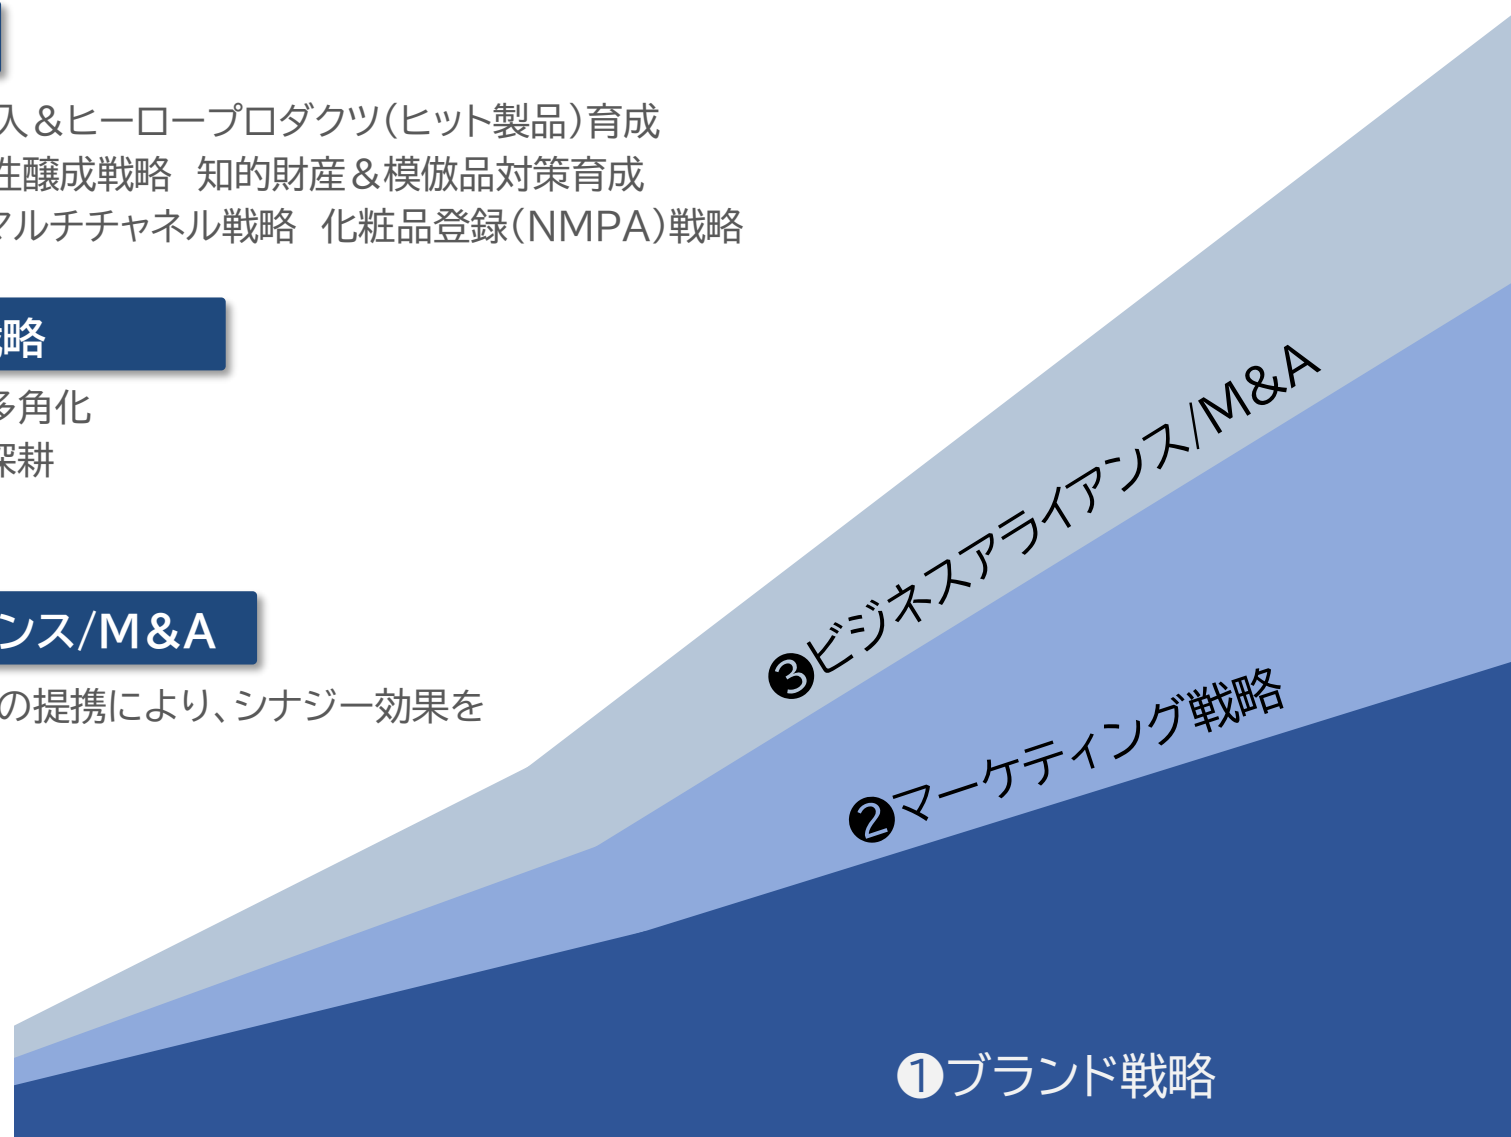 入&ヒーロープロダクツ(ヒット製品)育成
性醸成戦略 知的財産&模倣品対策育成
マルチチャネル戦略 化粧品登録(NMPA)戦略
略
多角化
深耕
ンス/M&A
の提携により、シナジー効果を
❸ビジネスアライアンス/M&A
❷マーケティング戦略
❶ブランド戦略